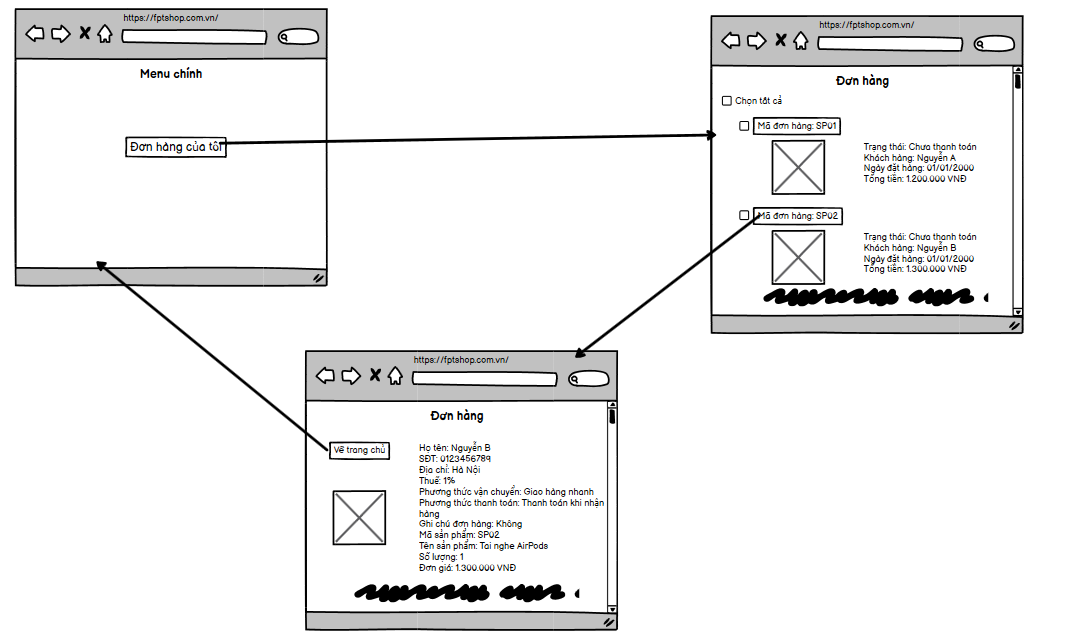 https://fptshop.com.vn/
Menu chính
Đơn hàng của tôi
https://fptshop.com.vn/
Đơn hàng
Chọn tất cả
Mã đơn hàng: SP01
Trạng thái: Chưa thanh toán
Khách hàng: Nguyễn A
Ngày đặt hàng: 01/01/2000
Tổng tiền: 1.200.000 VNĐ
Mã đơn hàng: SP02
Trạng thái: Chưa thanh toán
Khách hàng: Nguyễn B
Ngày đặt hàng: 01/01/2000
Tổng tiền: 1.300.000 VNĐ
https://fptshop.com.vn/
Đơn hàng
Về trang chủ
Họ tên: Nguyễn B
SĐT: 0123456789
Địa chỉ: Hà Nội
Thuế: 1%
Phương thức vận chuyển: Giao hàng nhanh
Phương thức thanh toán: Thanh toán khi nhận
hàng
Ghi chú đơn hàng: Không
Mã sản phẩm: SP02
Tên sản phẩm: Tai nghe AirPods
Số lượng: 1
Đơn giá: 1.300.000 VNĐ